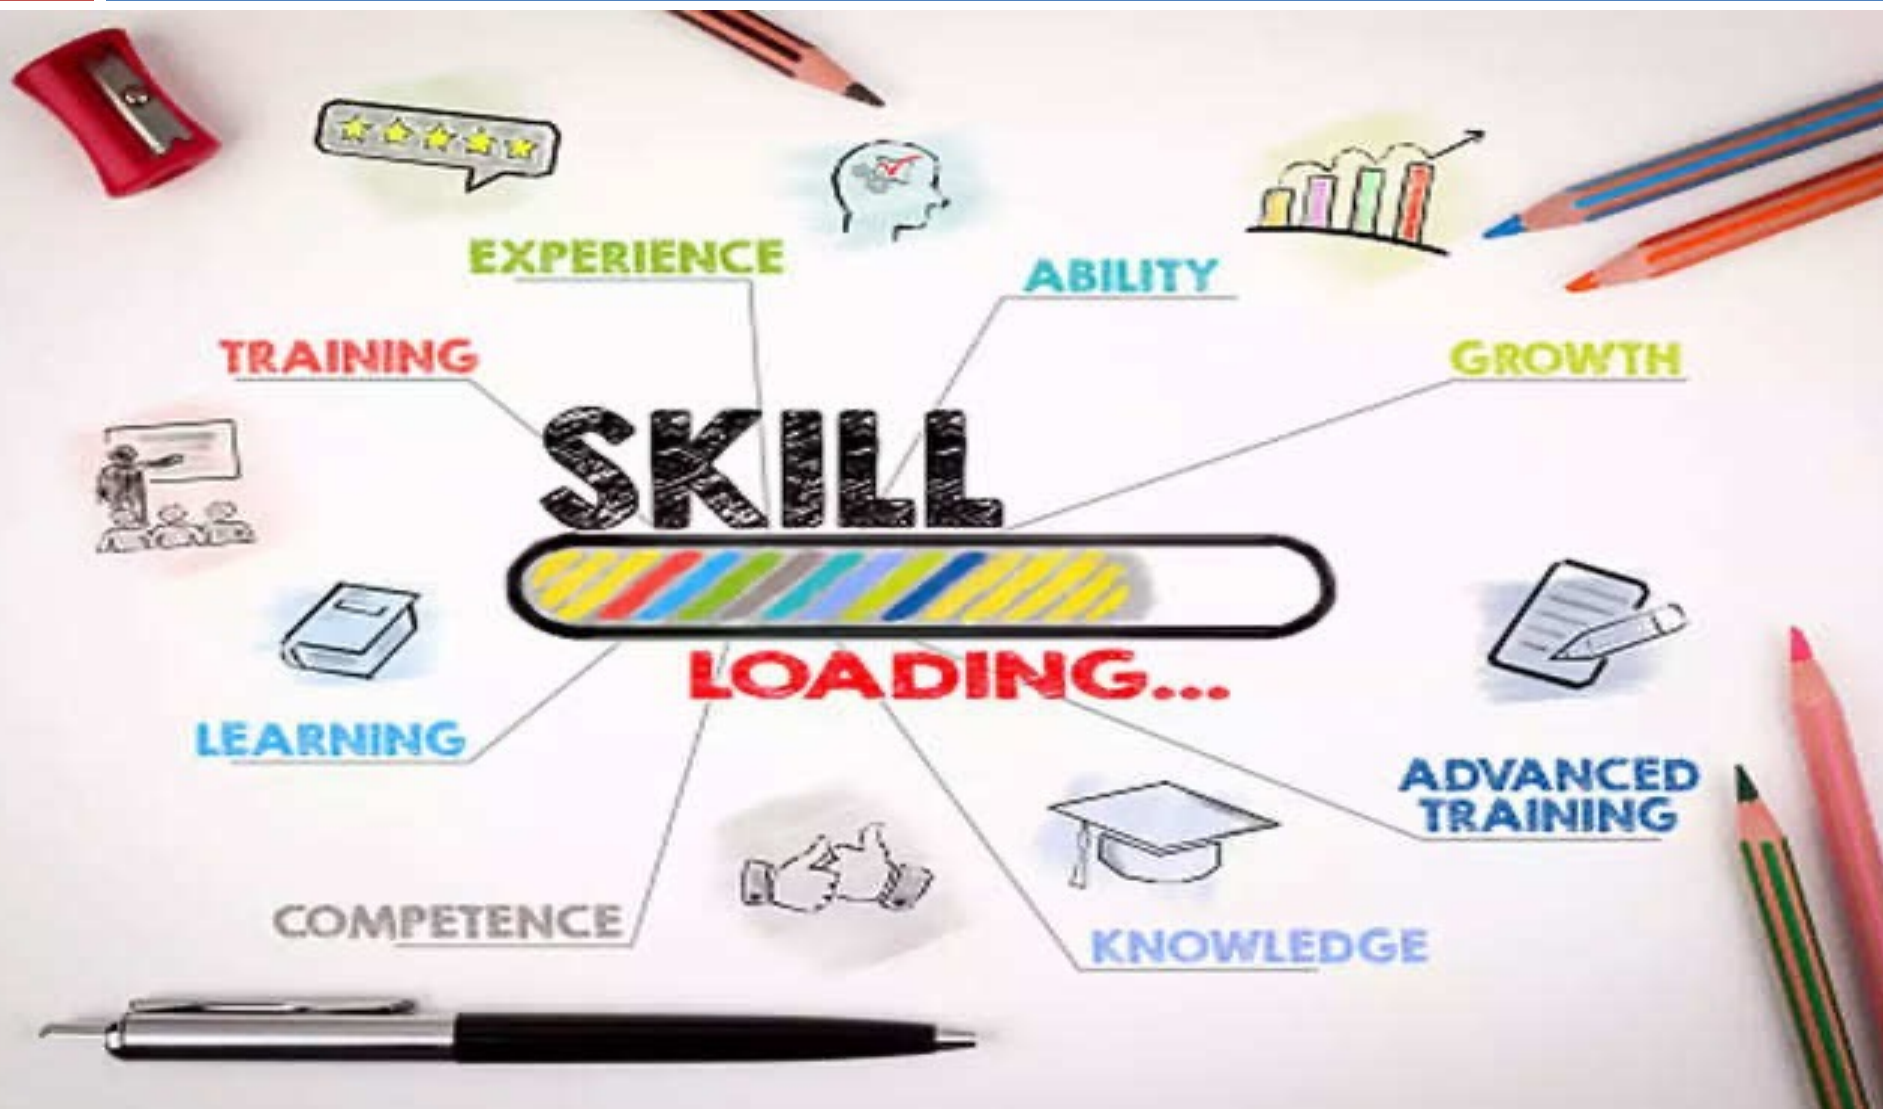 EXPERIENCE
ABILITY
TRAINING
GROWTH
SKILL
LOADING...
LEARNING
ADVANCED
TRAINING
COMPETENCE
KNOWLEDGE